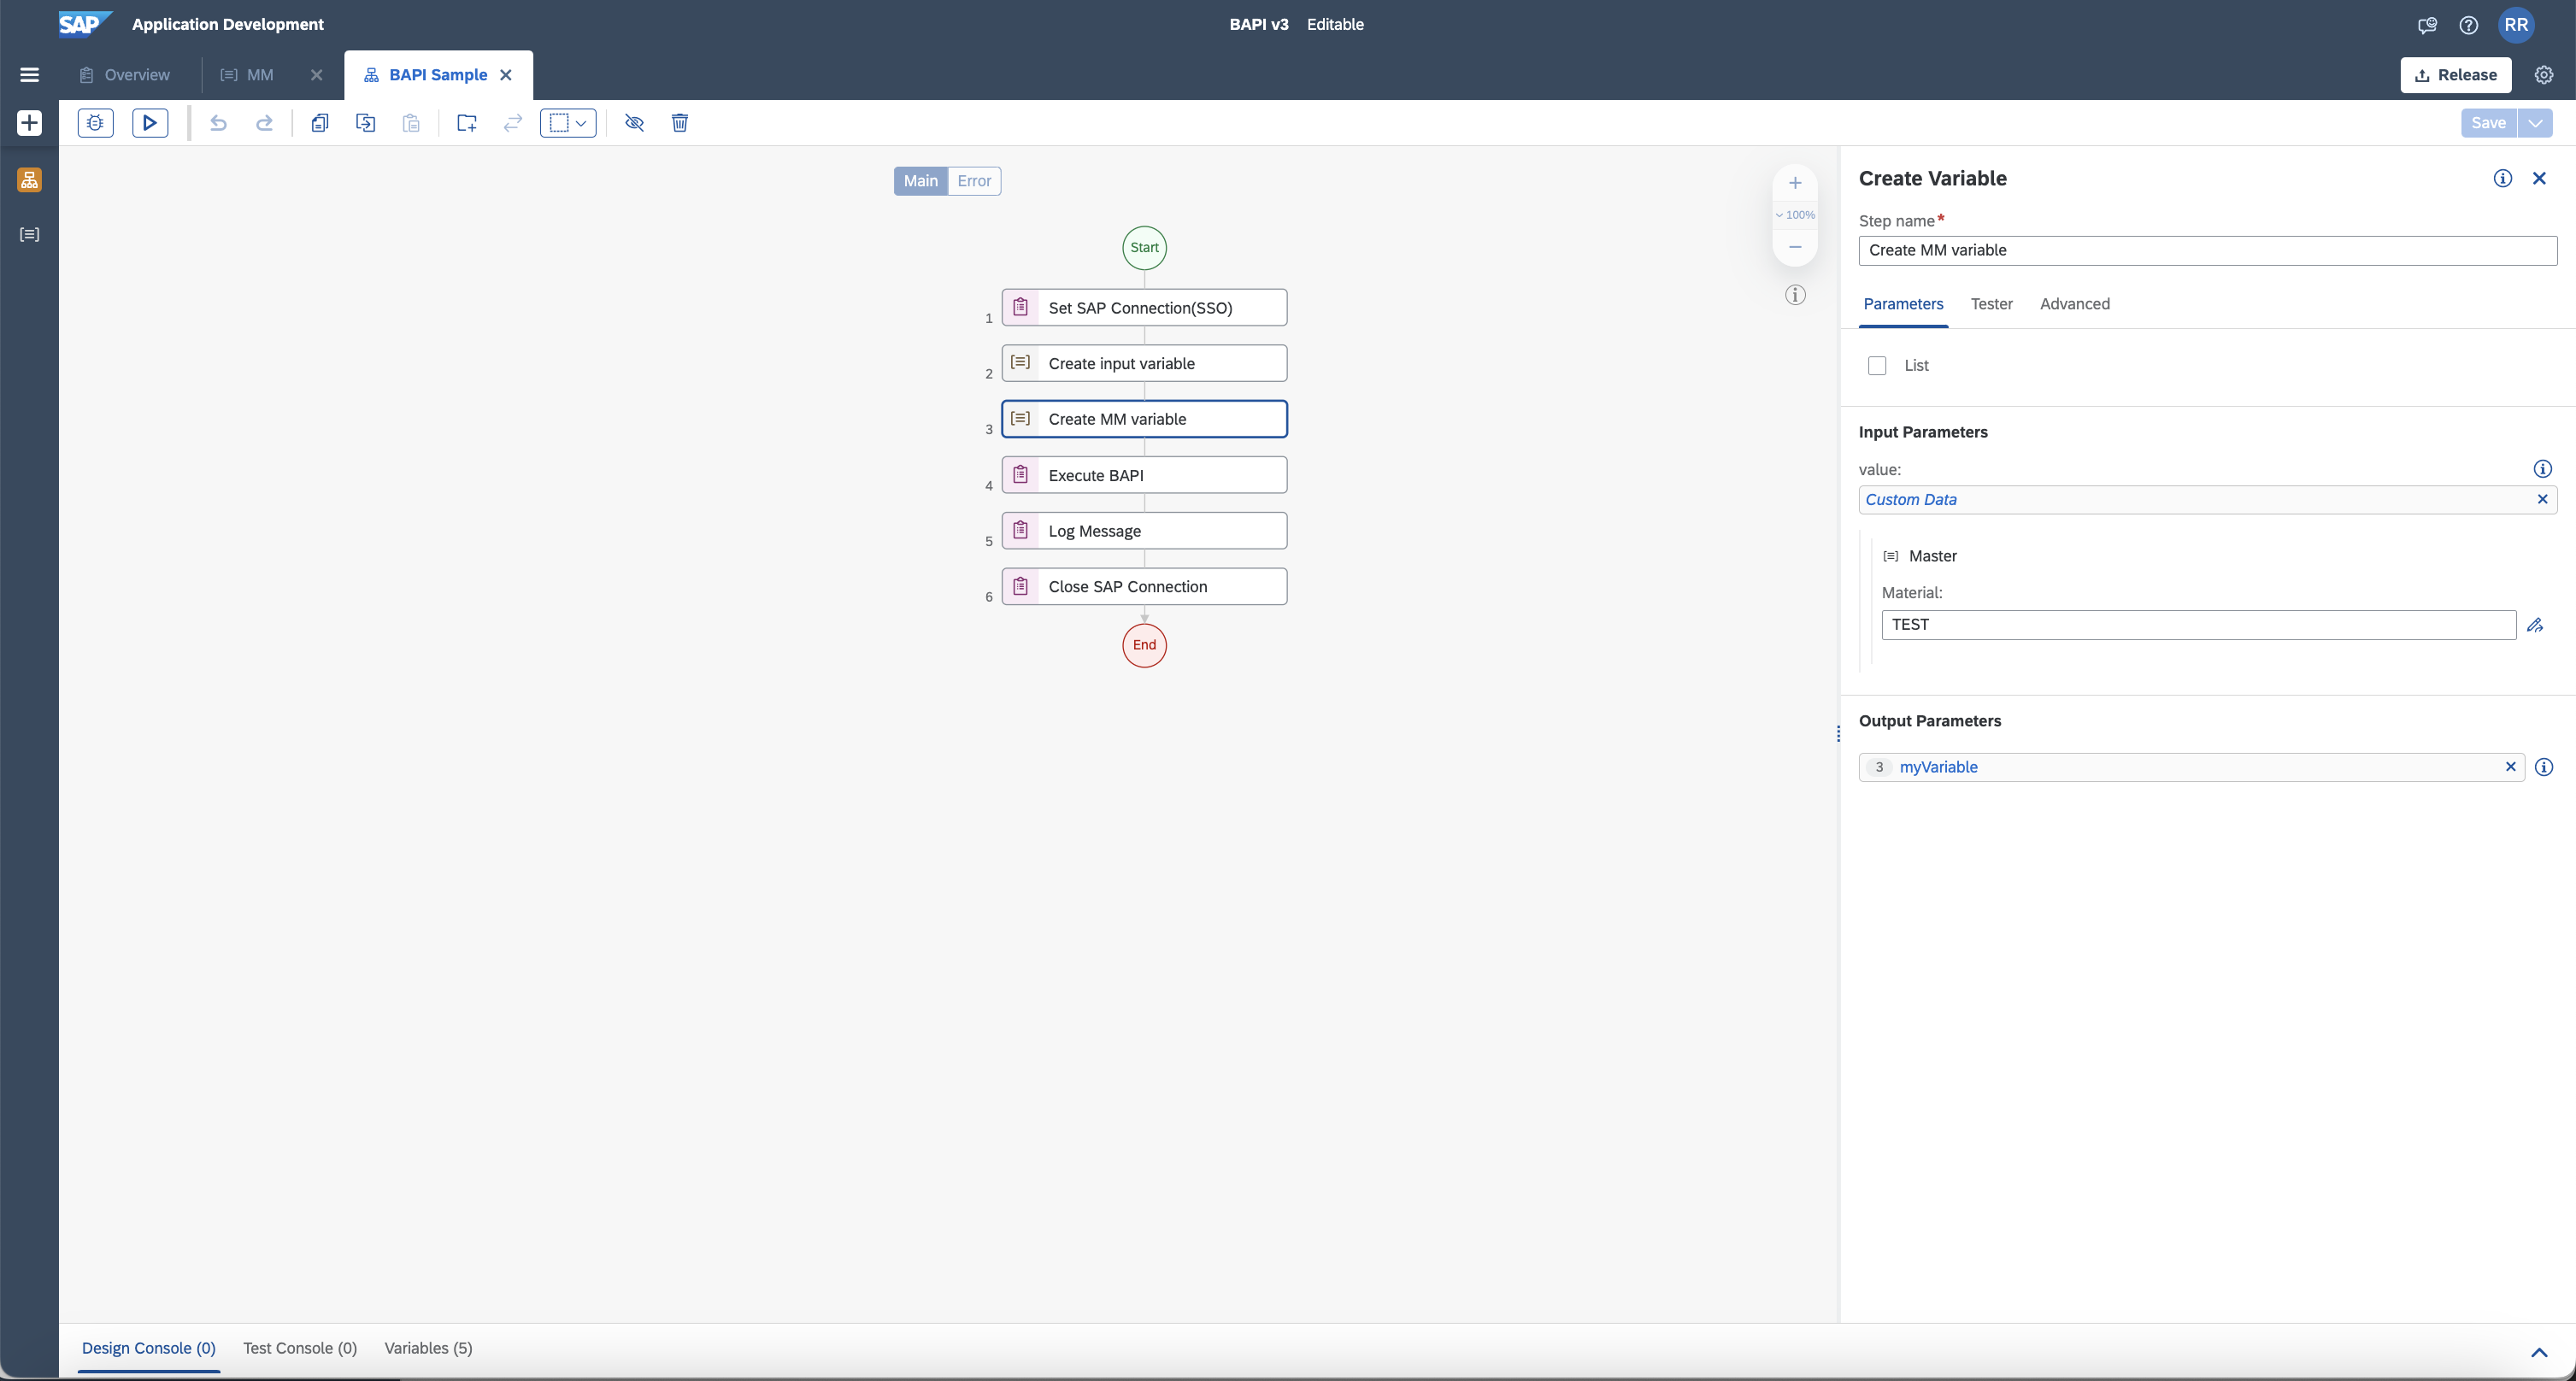 SAP Application Development
BAPI v3 Editable
RR
Overview
MM
BAPI Sample
Release
Save
Main Error
100%
Start
1 Set SAP Connection(SSO)
2 Create input variable
3 Create MM variable
4 Execute BAPI
5 Log Message
6 Close SAP Connection
End
Create Variable
Step name*
Create MM variable
Parameters Tester Advanced
List
Input Parameters
value:
Custom Data
Master
Material:
TEST
Output Parameters
3 myVariable
Design Console (0) Test Console (0) Variables (5)